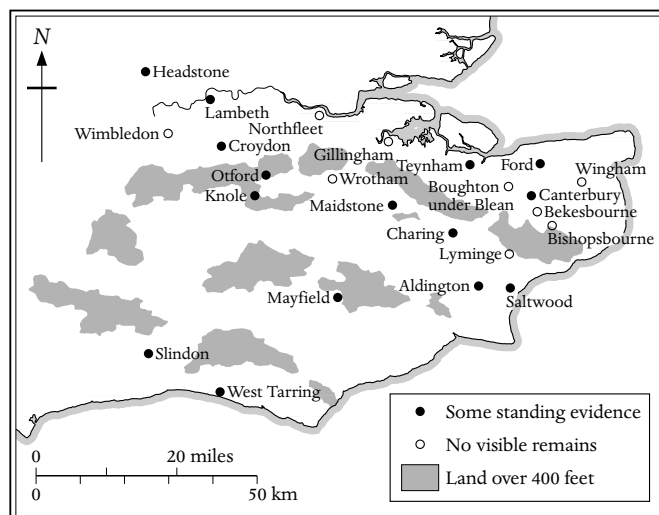 N
Headstone
Lambeth
Northfleet
Wimbledon
Croydon
Gillingham
Teynham
Ford
Wingham
Otford
Wrotham
Boughton
under Blean
Canterbury
Knole
Maidstone
Bekesbourne
Charing
Bishopsbourne
Lyminge
Mayfield
Aldington
Saltwood
Slindon
West Tarring
Some standing evidence
No visible remains
Land over 400 feet
0 20 miles
0 50 km